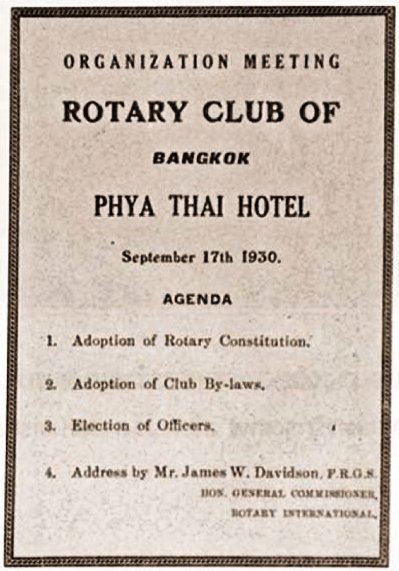 ORGANIZATION MEETING
ROTARY CLUB OF
BANGKOK
PHYA THAI HOTEL
September 17th 1930.
AGENDA
1. Adoption of Rotary Constitution.
2. Adoption of Club By-laws.
3. Election of Officers.
4. Address by Mr. James W. Davidson, F.R.G.S.
HON. GENERAL COMMISSIONER,
ROTARY INTERNATIONAL.